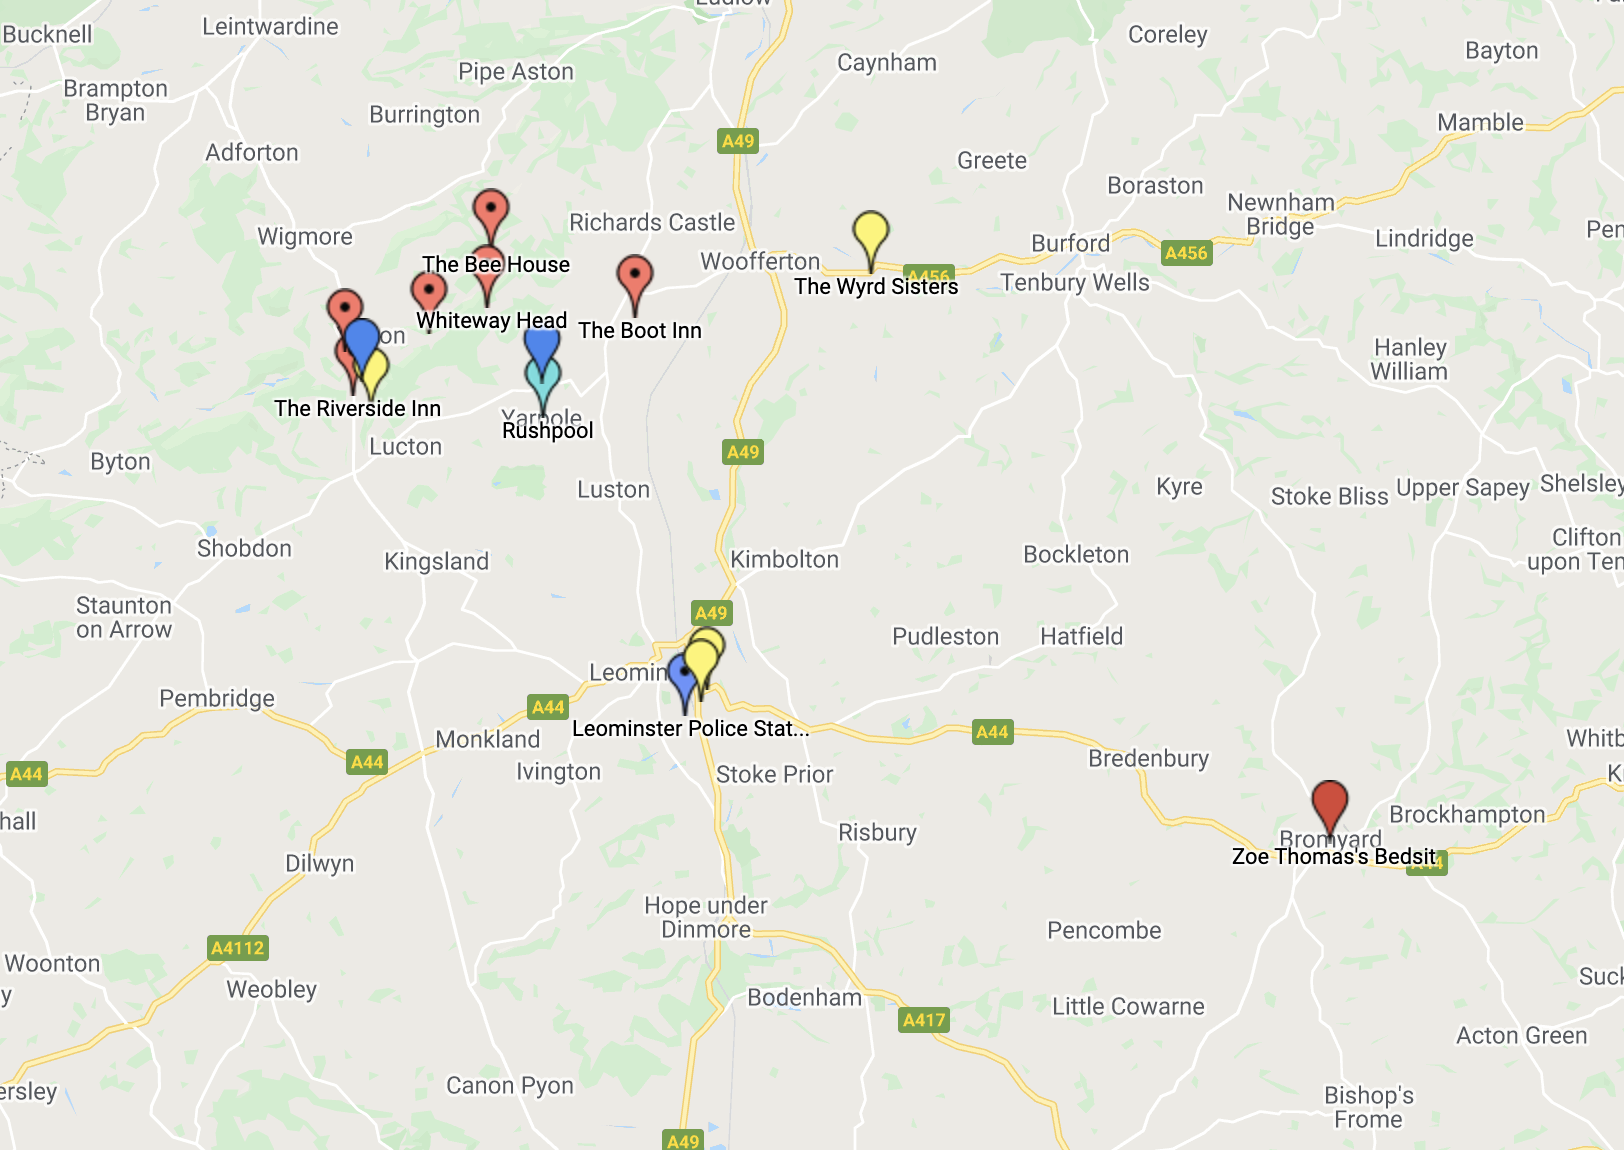 Ludlow
Bucknell
Leintwardine
Coreley
Bayton
Pipe Aston
Caynham
Brampton
Bryan
Burrington
Mamble
A49
Adforton
Greete
Boraston
Richards Castle
Newnham
Bridge
Wigmore
Burford
Lindridge
Pen
A456
Woofferton
The Bee House
A456
Tenbury Wells
The Wyrd Sisters
Whiteway Head
The Boot Inn
on
Hanley
William
The Riverside Inn
Yarpole
Rushpool
Lucton
A49
Byton
Luston
Kyre
Stoke Bliss
Upper Sapey
Shelsley
Shobdon
Kingsland
Kimbolton
Bockleton
Clifton
upon Tem
Staunton
on Arrow
A49
Pudleston
Hatfield
Leomin
Pembridge
A44
Leominster Police Stat...
A44
Monkland
Whitb
A44
A44
Bredenbury
Ivington
Stoke Prior
K
hall
Risbury
Brockhampton
Bromyard
Zoe Thomas's Bedsit
A44
Dilwyn
Hope under
Dinmore
Pencombe
A4112
Woonton
Suc
y
Weobley
Bodenham
Little Cowarne
A417
Acton Green
ersley
Canon Pyon
Bishop's
Frome
A49